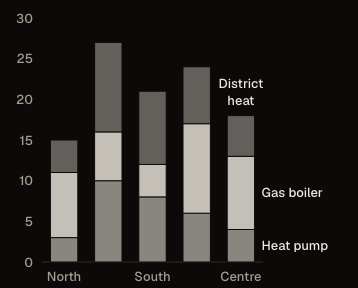 30
25
20
15
10
5
0
District
heat
Gas boiler
Heat pump
North
South
Centre